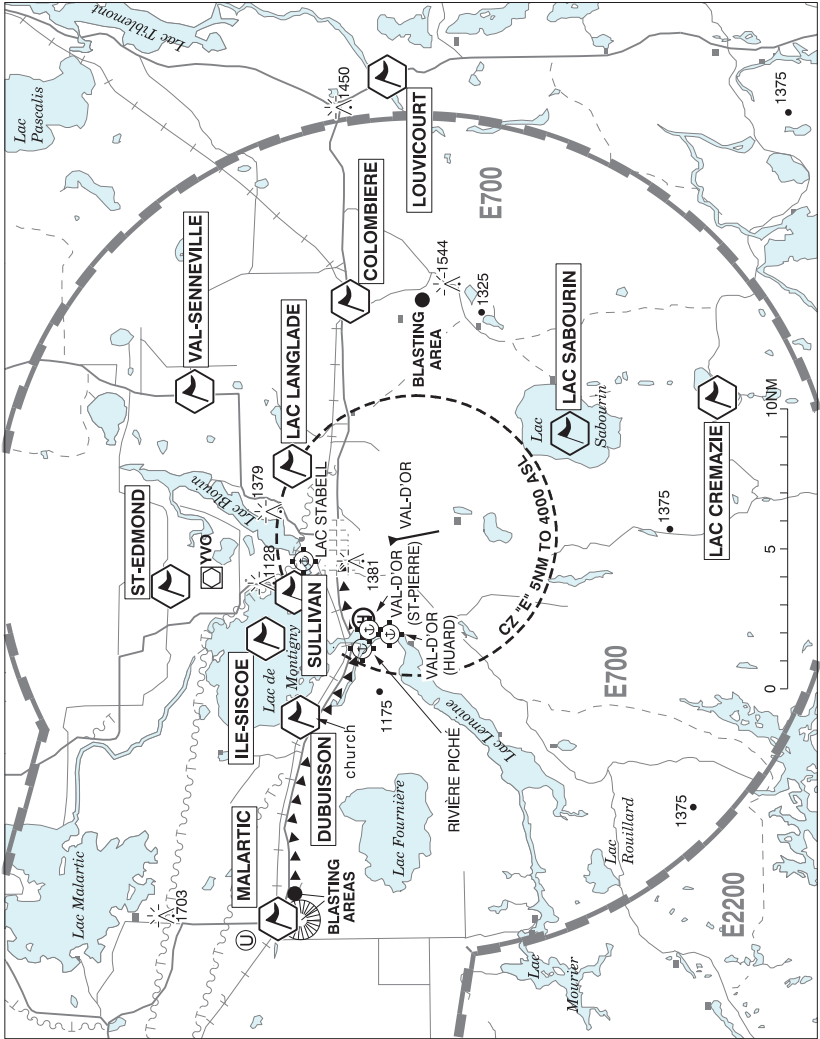 Lac Tiblemont
Lac
Pascalis
1450
LOUVICOURT
1375
E700
COLOMBIERE
VAL-SENNEVILLE
1544
1325
BLASTING
AREA
LAC LANGLADE
LAC SABOURIN
Lac
Sabourin
LAC CREMAZIE
10NM
5
0
1379
Lac Blouin
LAC STABELL
VAL-D'OR
ST-EDMOND
YVO
1128
1381
VAL-D'OR
(ST-PIERRE)
H
1375
CZ "E" 5NM TO 4000 ASL
SULLIVAN
VAL-D'OR
(HUARD)
ILE-SISCOE
Lac de
Montigny
E700
1175
church
DUBUISSON
RIVIÈRE PICHÉ
Lac Lemoine
Lac Fournière
MALARTIC
U
BLASTING
AREAS
Lac
Rouillard
1375
Lac Malartic
1703
E2200
Lac
Mourier